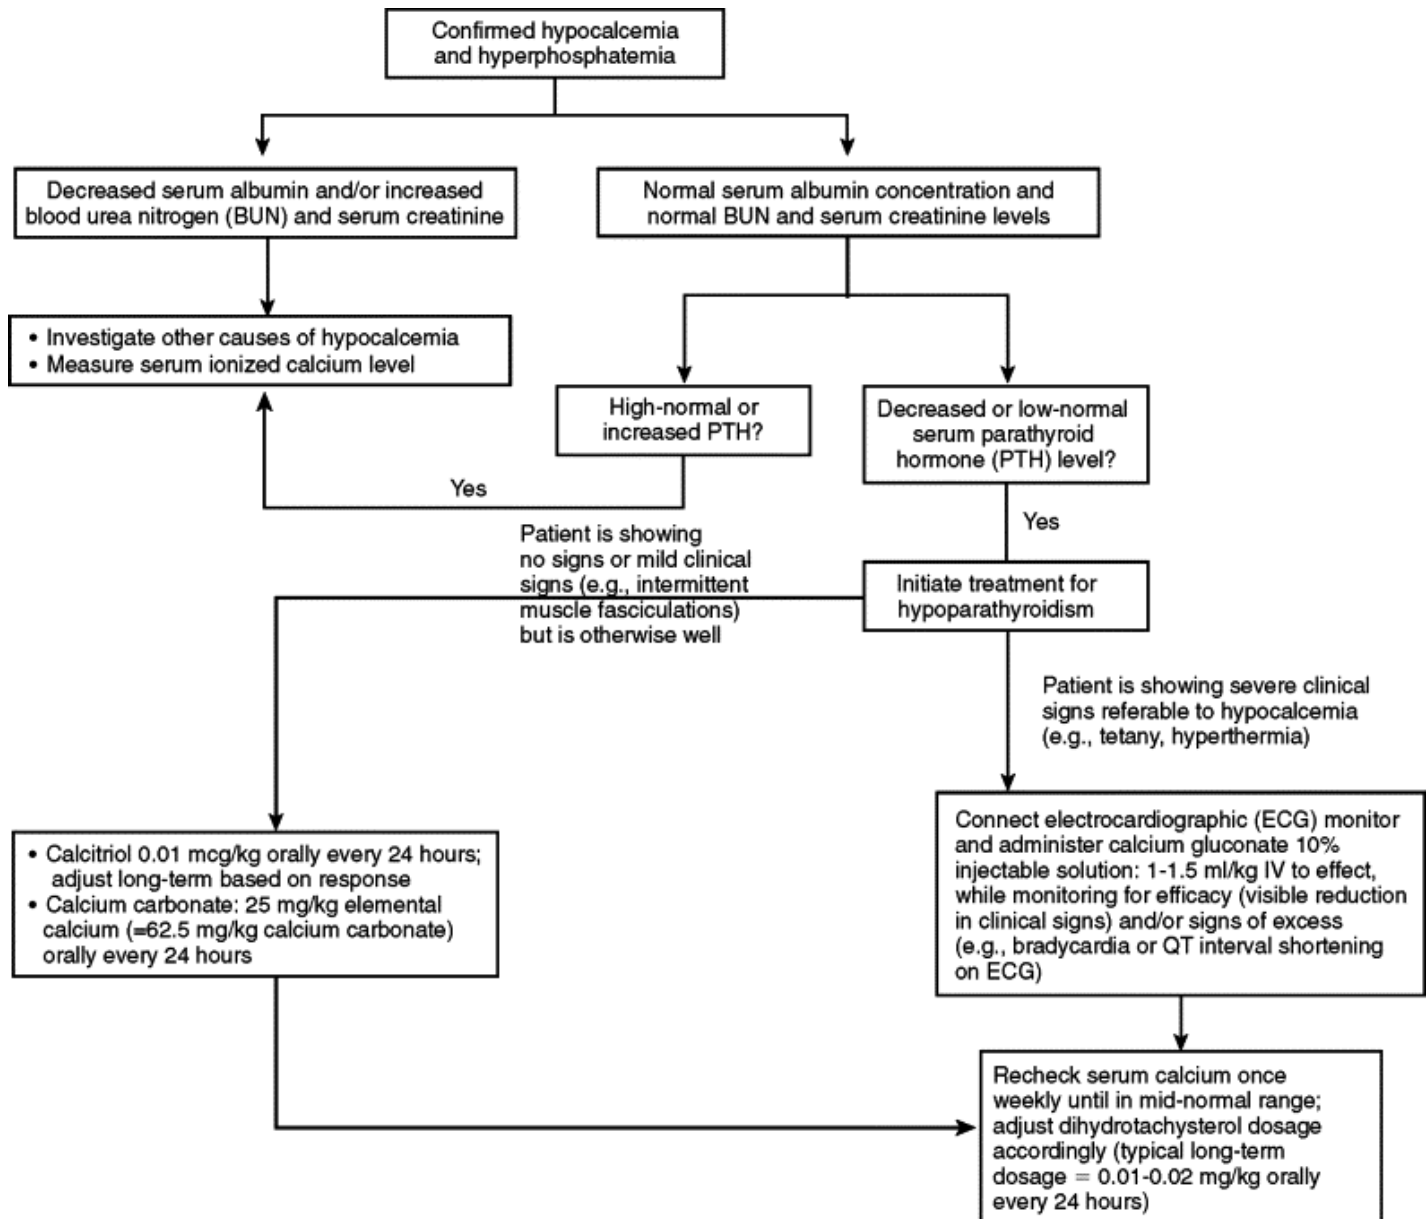 Confirmed hypocalcemia
and hyperphosphatemia
Decreased serum albumin and/or increased
blood urea nitrogen (BUN) and serum creatinine
Normal serum albumin concentration and
normal BUN and serum creatinine levels
• Investigate other causes of hypocalcemia
• Measure serum ionized calcium level
High-normal or
increased PTH?
Decreased or low-normal
serum parathyroid
hormone (PTH) level?
Yes
Yes
Patient is showing
no signs or mild clinical
signs (e.g., intermittent
muscle fasciculations)
but is otherwise well
Initiate treatment for
hypoparathyroidism
Patient is showing severe clinical
signs referable to hypocalcemia
(e.g., tetany, hyperthermia)
• Calcitriol 0.01 mcg/kg orally every 24 hours;
adjust long-term based on response
• Calcium carbonate: 25 mg/kg elemental
calcium (=62.5 mg/kg calcium carbonate)
orally every 24 hours
Connect electrocardiographic (ECG) monitor
and administer calcium gluconate 10%
injectable solution: 1-1.5 ml/kg IV to effect,
while monitoring for efficacy (visible reduction
in clinical signs) and/or signs of excess
(e.g., bradycardia or QT interval shortening
on ECG)
Recheck serum calcium once
weekly until in mid-normal range;
adjust dihydrotachysterol dosage
accordingly (typical long-term
dosage = 0.01-0.02 mg/kg orally
every 24 hours)